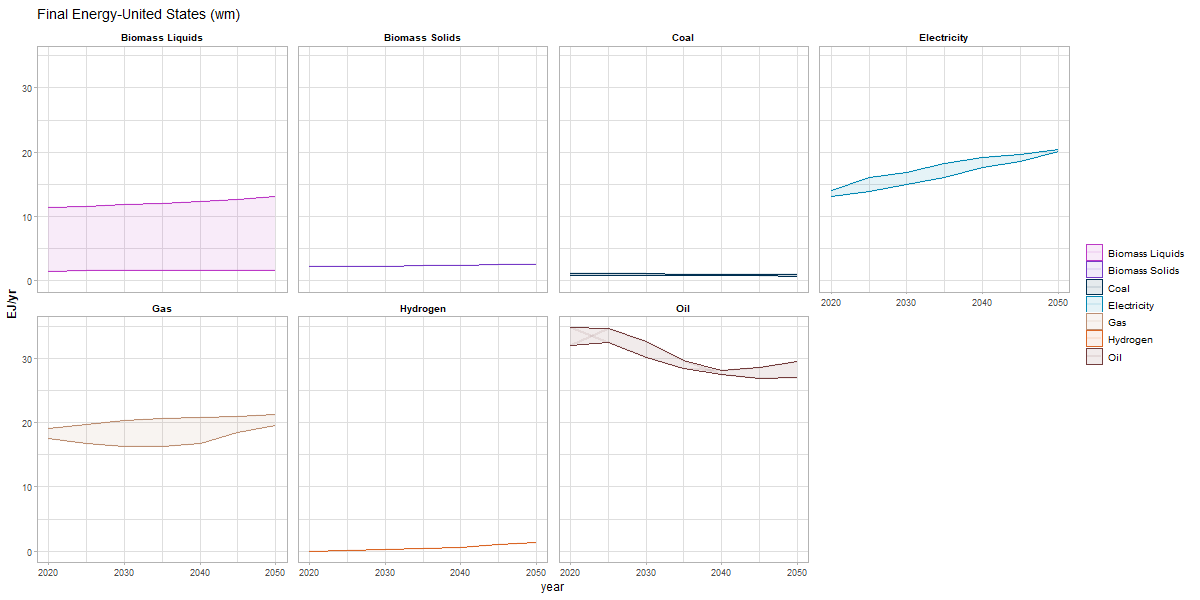 Final Energy-United States (wm)
Biomass Liquids
Biomass Solids
Coal
Electricity
30
20
10
0
2020 2030 2040 2050
EJ/yr
Gas
Hydrogen
Oil
30
20
10
0
2020 2030 2040 2050
2020 2030 2040 2050
2020 2030 2040 2050
year
Biomass Liquids
Biomass Solids
Coal
Electricity
Gas
Hydrogen
Oil